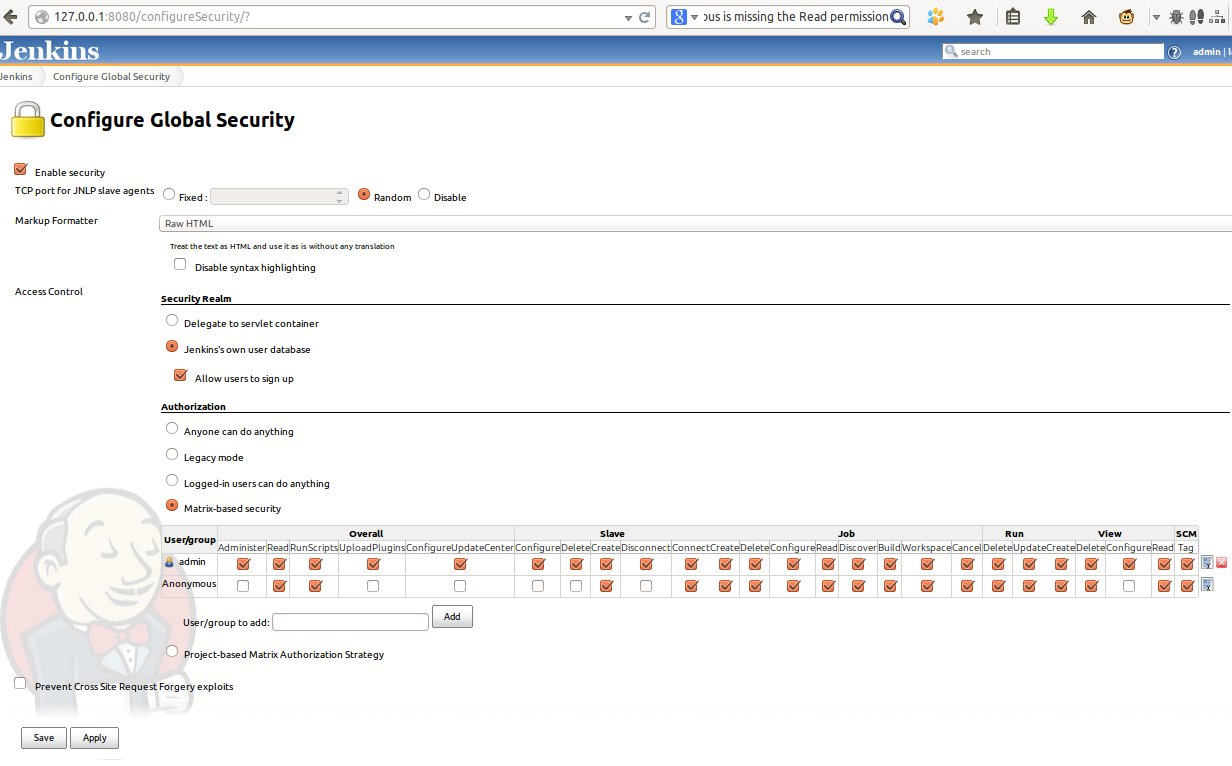 127.0.0.1:8080/configureSecurity/?
ous is missing the Read permission
Jenkins
search
admin | l
Jenkins
Configure Global Security
Configure Global Security
Enable security
TCP port for JNLP slave agents
Fixed :
Random
Disable
Markup Formatter
Raw HTML
Treat the text as HTML and use it as is without any translation
Disable syntax highlighting
Access Control
Security Realm
Delegate to servlet container
Jenkins's own user database
Allow users to sign up
Authorization
Anyone can do anything
Legacy mode
Logged-in users can do anything
Matrix-based security
User/group Overall Slave Job Run View SCM
Administer Read RunScripts UploadPlugins ConfigureUpdateCenter Configure Delete Create Disconnect Connect Create Delete Configure Read Discover Build Workspace Cancel Delete Update Create Delete Configure Read Tag
admin
Anonymous
User/group to add:
Add
Project-based Matrix Authorization Strategy
Prevent Cross Site Request Forgery exploits
Save
Apply